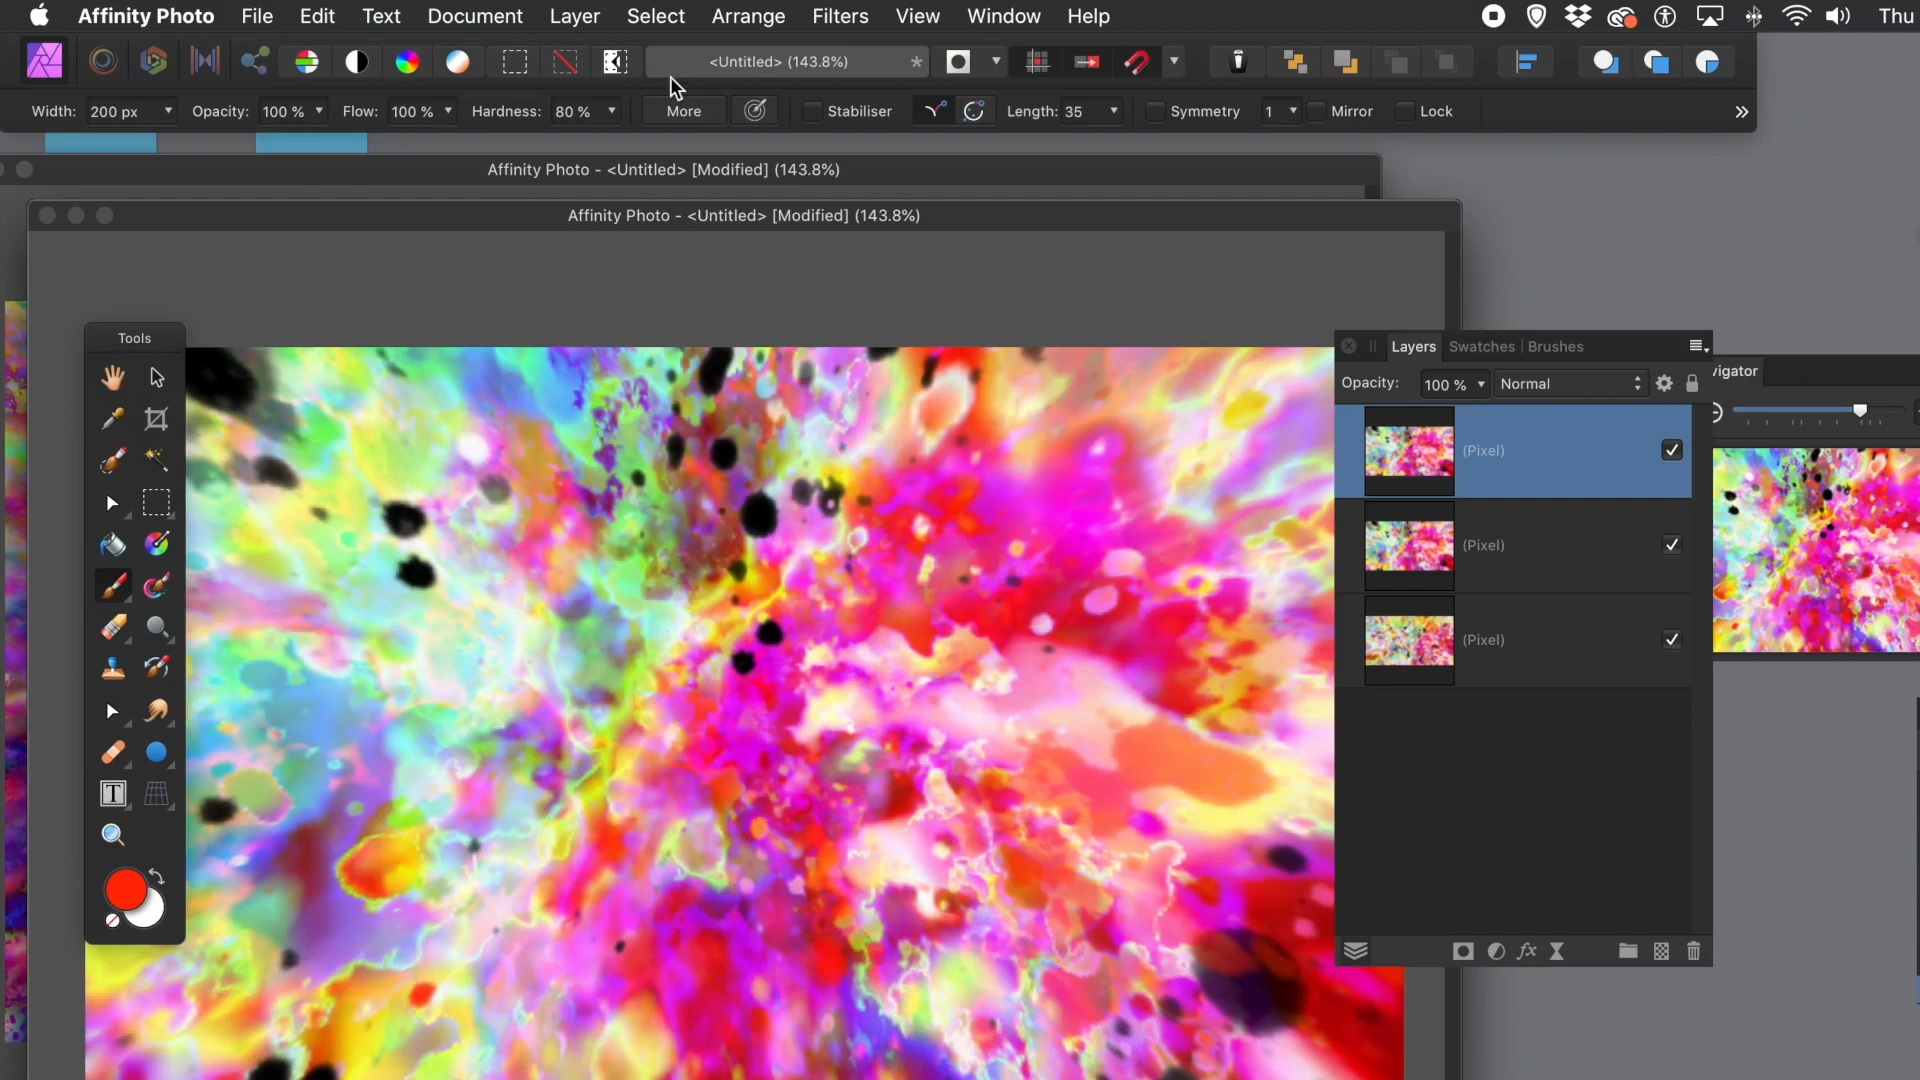 Affinity Photo File Edit Text Document Layer Select Arrange Filters View Window Help Thu
<Untitled> (143.8%) *
Width: 200 px Opacity: 100 % Flow: 100 % Hardness: 80 % More Stabiliser Length: 35 Symmetry 1 Mirror Lock
Affinity Photo - <Untitled> [Modified] (143.8%)
Affinity Photo - <Untitled> [Modified] (143.8%)
Tools
Layers Swatches Brushes
vigator
Opacity: 100 % Normal
(Pixel)
(Pixel)
(Pixel)